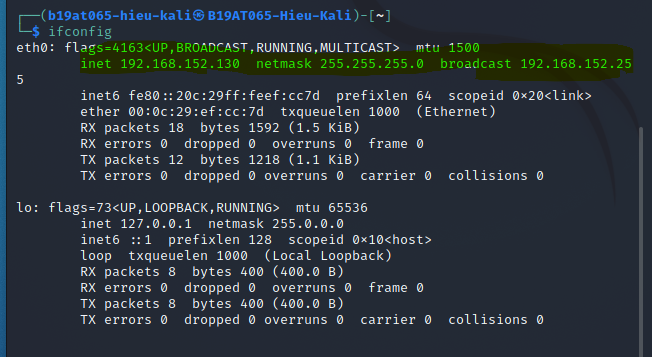 ┌──(b19at065-hieu-kali㉿B19AT065-Hieu-Kali)-[~]
└─$ ifconfig
eth0: flags=4163<UP,BROADCAST,RUNNING,MULTICAST>  mtu 1500
        inet 192.168.152.130  netmask 255.255.255.0  broadcast 192.168.152.25
5
        inet6 fe80::20c:29ff:feef:cc7d  prefixlen 64  scopeid 0×20<link>
        ether 00:0c:29:ef:cc:7d  txqueuelen 1000  (Ethernet)
        RX packets 18  bytes 1592 (1.5 KiB)
        RX errors 0  dropped 0  overruns 0  frame 0
        TX packets 12  bytes 1218 (1.1 KiB)
        TX errors 0  dropped 0 overruns 0  carrier 0  collisions 0

lo: flags=73<UP,LOOPBACK,RUNNING>  mtu 65536
        inet 127.0.0.1  netmask 255.0.0.0
        inet6 ::1  prefixlen 128  scopeid 0×10<host>
        loop  txqueuelen 1000  (Local Loopback)
        RX packets 8  bytes 400 (400.0 B)
        RX errors 0  dropped 0  overruns 0  frame 0
        TX packets 8  bytes 400 (400.0 B)
        TX errors 0  dropped 0 overruns 0  carrier 0  collisions 0